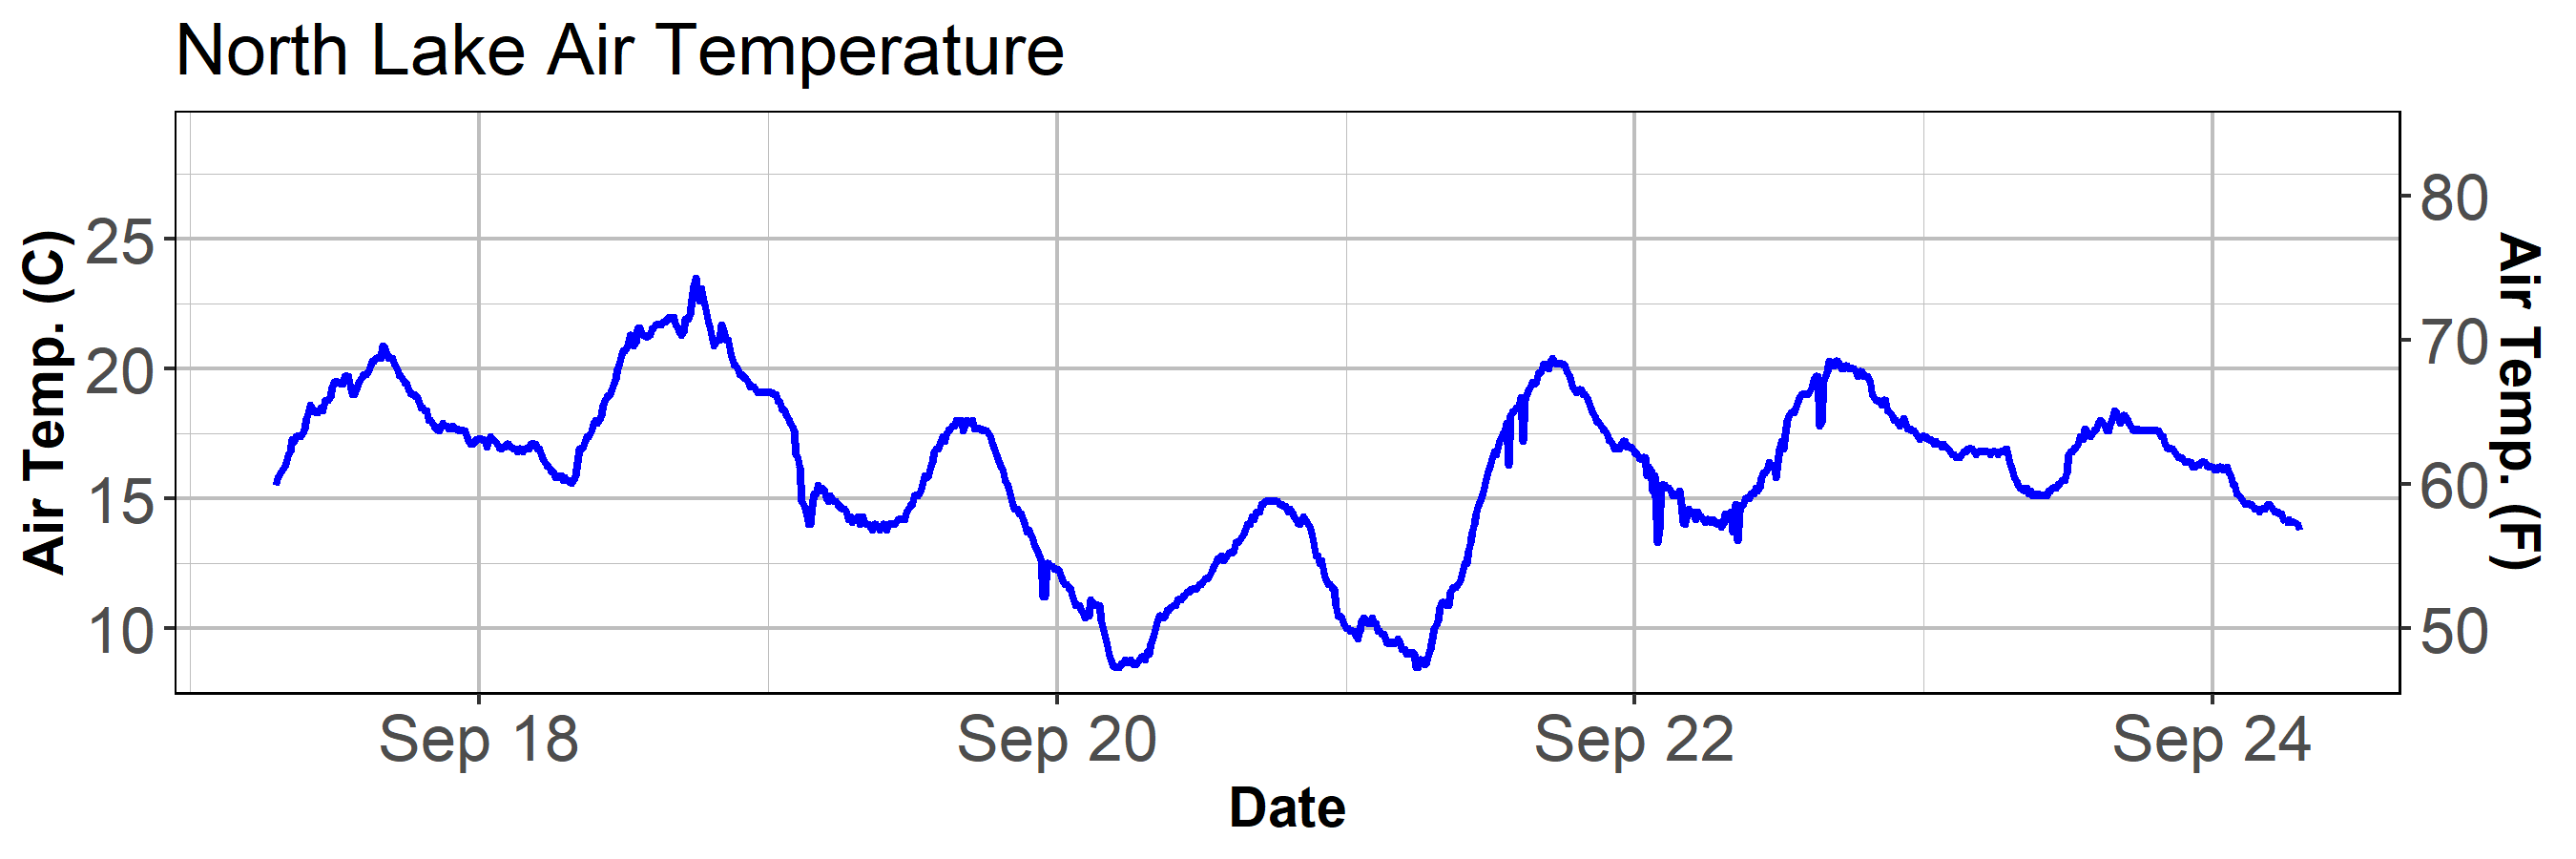 North Lake Air Temperature
Air Temp. (C)
25
20
15
10
80
70
60
50
Air Temp. (F)
Sep 18
Sep 20
Sep 22
Sep 24
Date